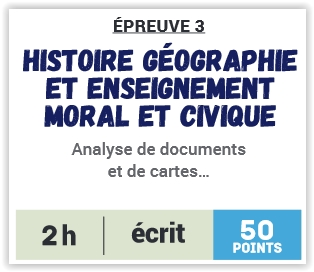 ÉPREUVE 3
HISTOIRE GÉOGRAPHIE
ET ENSEIGNEMENT
MORAL ET CIVIQUE
Analyse de documents
et de cartes...
2 h écrit 50
POINTS